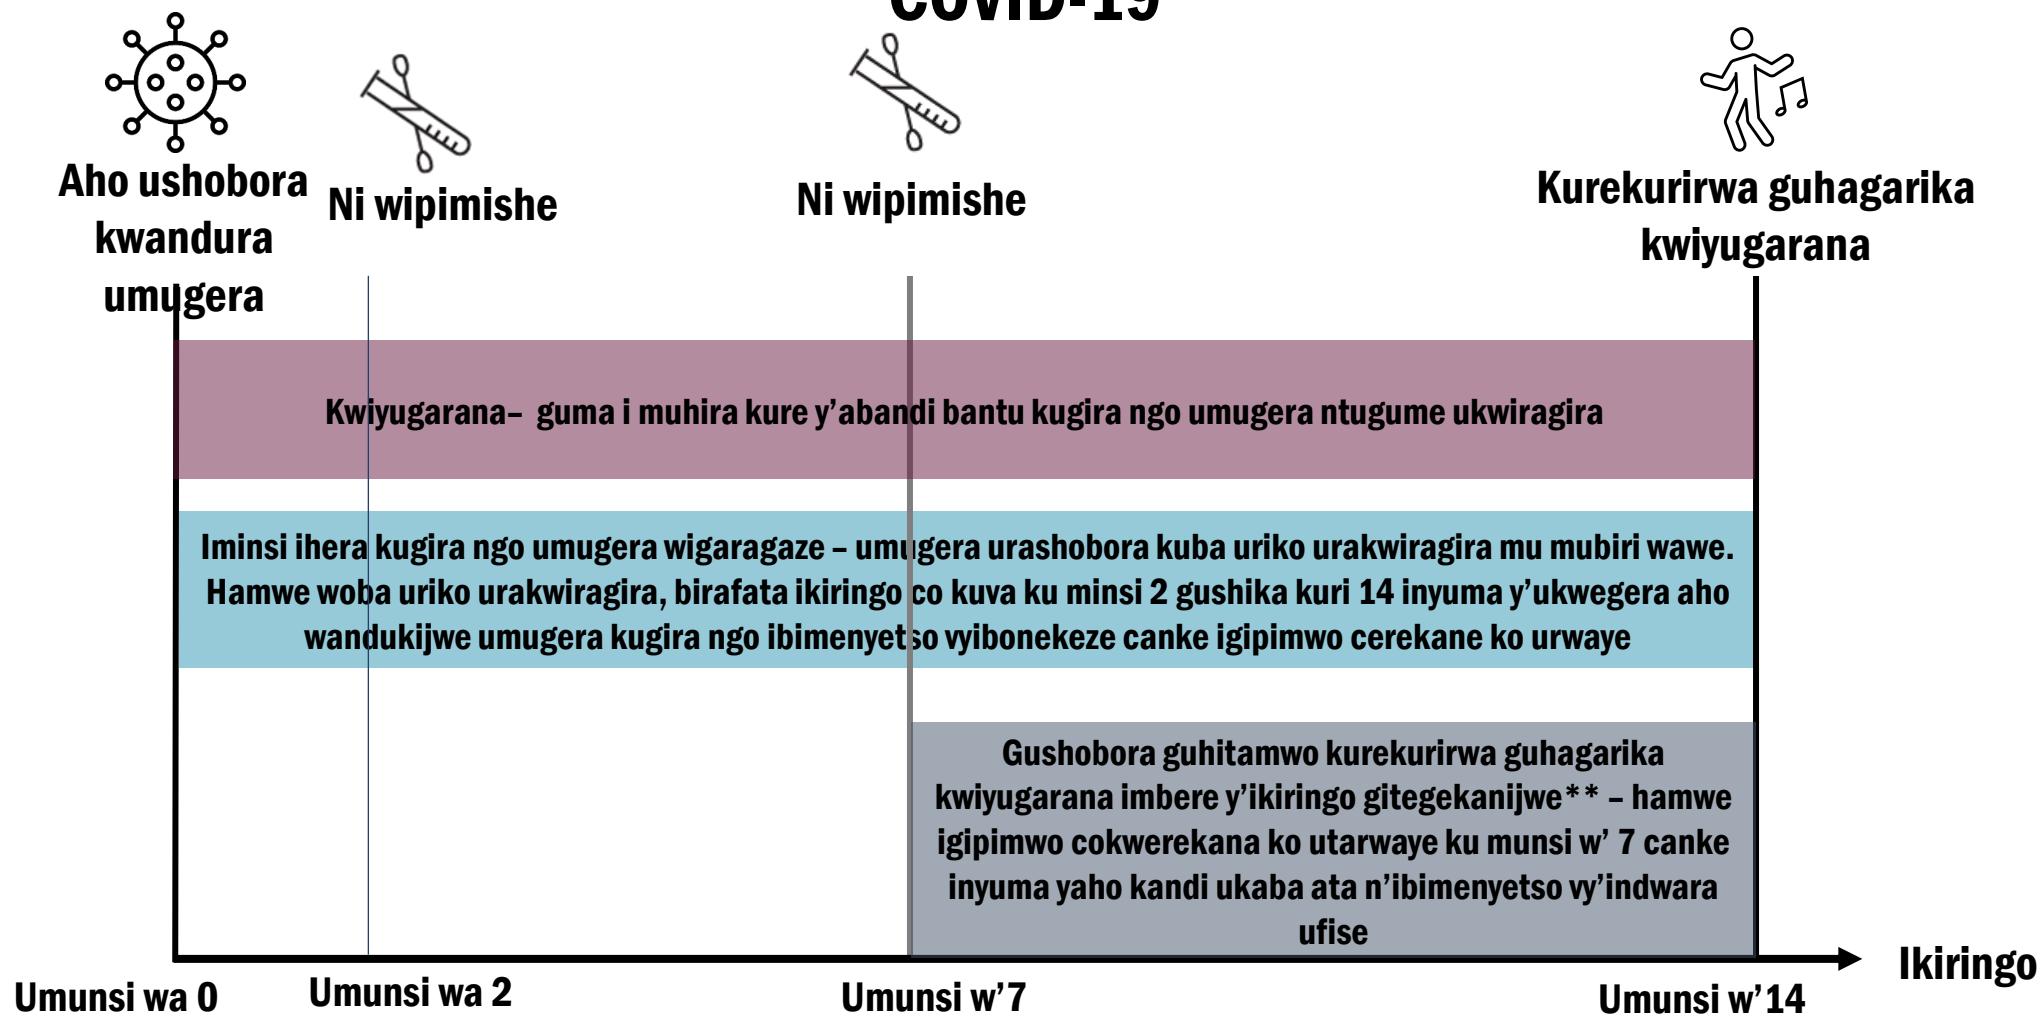 COVID-19
Aho ushobora
kwandura
umugera
Ni wipimishe
Ni wipimishe
Kurekurirwa guhagarika
kwiyugarana
Kwiyugarana– guma i muhira kure y’abandi bantu kugira ngo umugera ntugume ukwiragira
Iminsi ihera kugira ngo umugera wigaragaze – umugera urashobora kuba uriko urakwiragira mu mubiri wawe.
Hamwe woba uriko urakwiragira, birafata ikiringo co kuva ku minsi 2 gushika kuri 14 inyuma y’ukwegera aho
wandukijwe umugera kugira ngo ibimenyetso vyibonekeze canke igipimwo cerekane ko urwaye
Gushobora guhitamwo kurekurirwa guhagarika
kwiyugarana imbere y’ikiringo gitegekanijwe** – hamwe
igipimwo cokwerekana ko utarwaye ku munsi w’ 7 canke
inyuma yaho kandi ukaba ata n’ibimenyetso vy’indwara
ufise
Ikiringo
Umunsi wa 0
Umunsi wa 2
Umunsi w’7
Umunsi w’14